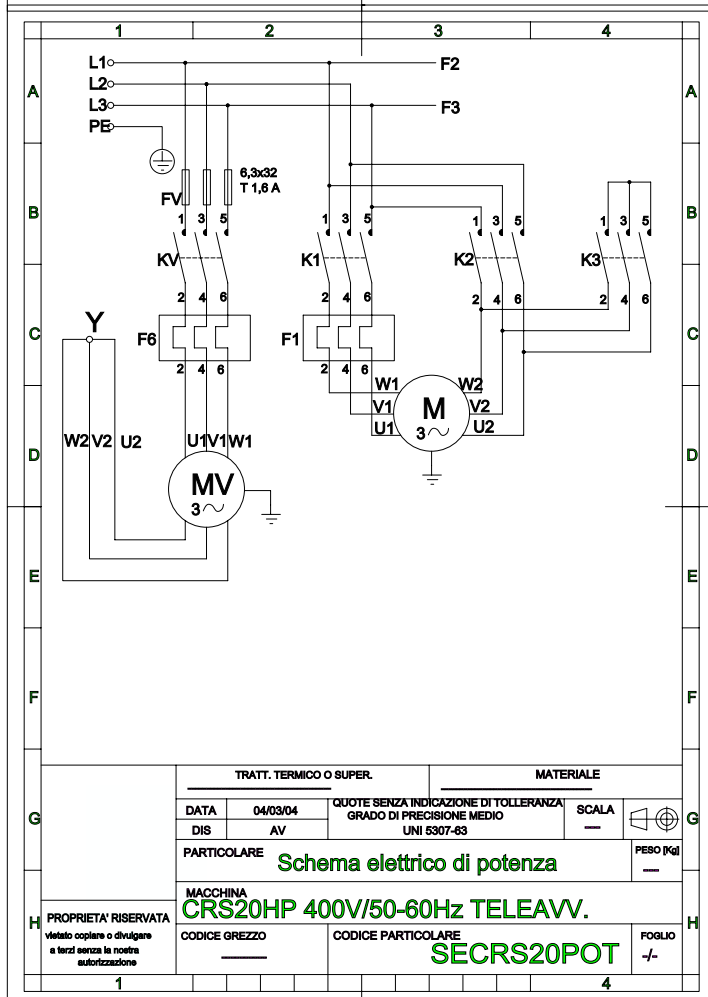 1 2 3 4
A A
L1 F2
L2
L3 F3
PE
6,3x32
T 1,6 A
FV
B B
1 3 5 1 3 5 1 3 5 1 3 5
KV K1 K2 K3
2 4 6 2 4 6 2 4 6 2 4 6
C C
Y
F6 F1
2 4 6 2 4 6
W1 W2
V1 M V2
3
U1 U2
W2 V2 U2 U1 V1 W1
D D
MV
3
E E
F F
TRATT. TERMICO O SUPER. MATERIALE
G G
DATA 04/03/04 QUOTE SENZA INDICAZIONE DI TOLLERANZA
GRADO DI PRECISIONE MEDIO SCALA
DIS AV UNI 5307-63 ---
PARTICOLARE Schema elettrico di potenza PESO [Kg]
---
MACCHINA
CRS20HP 400V/50-60Hz TELEAVV.
H H
PROPRIETA' RISERVATA
vietato copiare o divulgare
a terzi senza la nostra
autorizzazione
CODICE GREZZO CODICE PARTICOLARE FOGLIO
SECRS20POT -/-
1 4